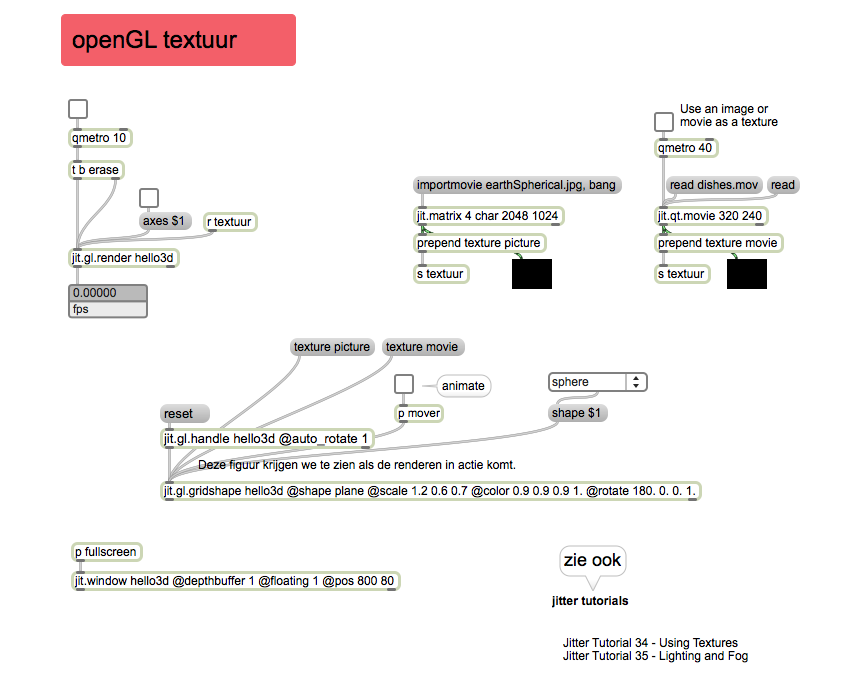 openGL textuur
Use an image or
movie as a texture
qmetro 10
qmetro 40
t b erase
importmovie earthSpherical.jpg, bang
read dishes.mov
read
axes $1
r textuur
jit.matrix 4 char 2048 1024
jit.qt.movie 320 240
prepend texture picture
prepend texture movie
jit.gl.render hello3d
s textuur
s textuur
0.00000
fps
texture picture
texture movie
animate
sphere
reset
p mover
shape $1
jit.gl.handle hello3d @auto_rotate 1
Deze figuur krijgen we te zien als de renderen in actie komt.
jit.gl.gridshape hello3d @shape plane @scale 1.2 0.6 0.7 @color 0.9 0.9 0.9 1. @rotate 180. 0. 0. 1.
p fullscreen
zie ook
jit.window hello3d @depthbuffer 1 @floating 1 @pos 800 80
jitter tutorials
Jitter Tutorial 34 - Using Textures
Jitter Tutorial 35 - Lighting and Fog